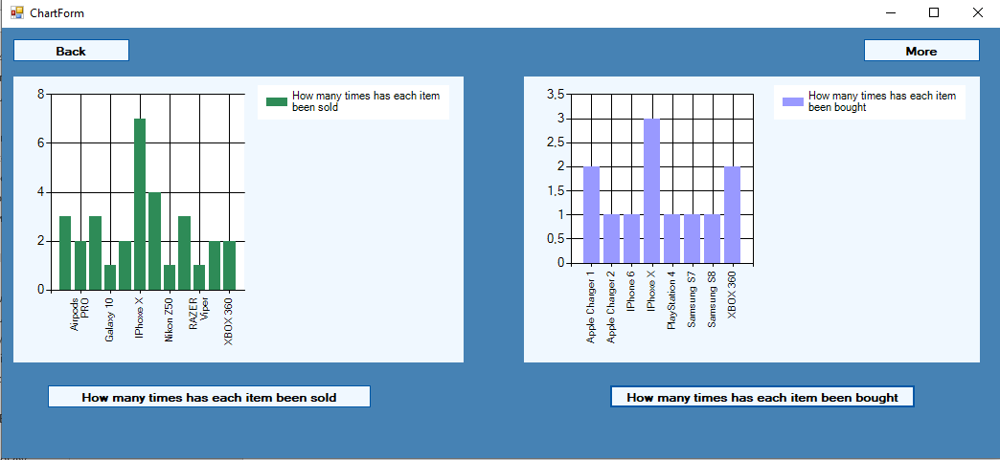 ChartForm
Back
More
8
6
4
2
0
Airpods
PRO
Galaxy 10
IPhoxe X
Nikon Z50
RAZER
Viper
XBOX 360
How many times has each item
been sold
3,5
3
2,5
2
1,5
1
0,5
0
Apple Charger 1
Apple Charger 2
IPhone 6
IPhoxe X
PlayStation 4
Samsung S7
Samsung S8
XBOX 360
How many times has each item
been bought
How many times has each item been sold
How many times has each item been bought